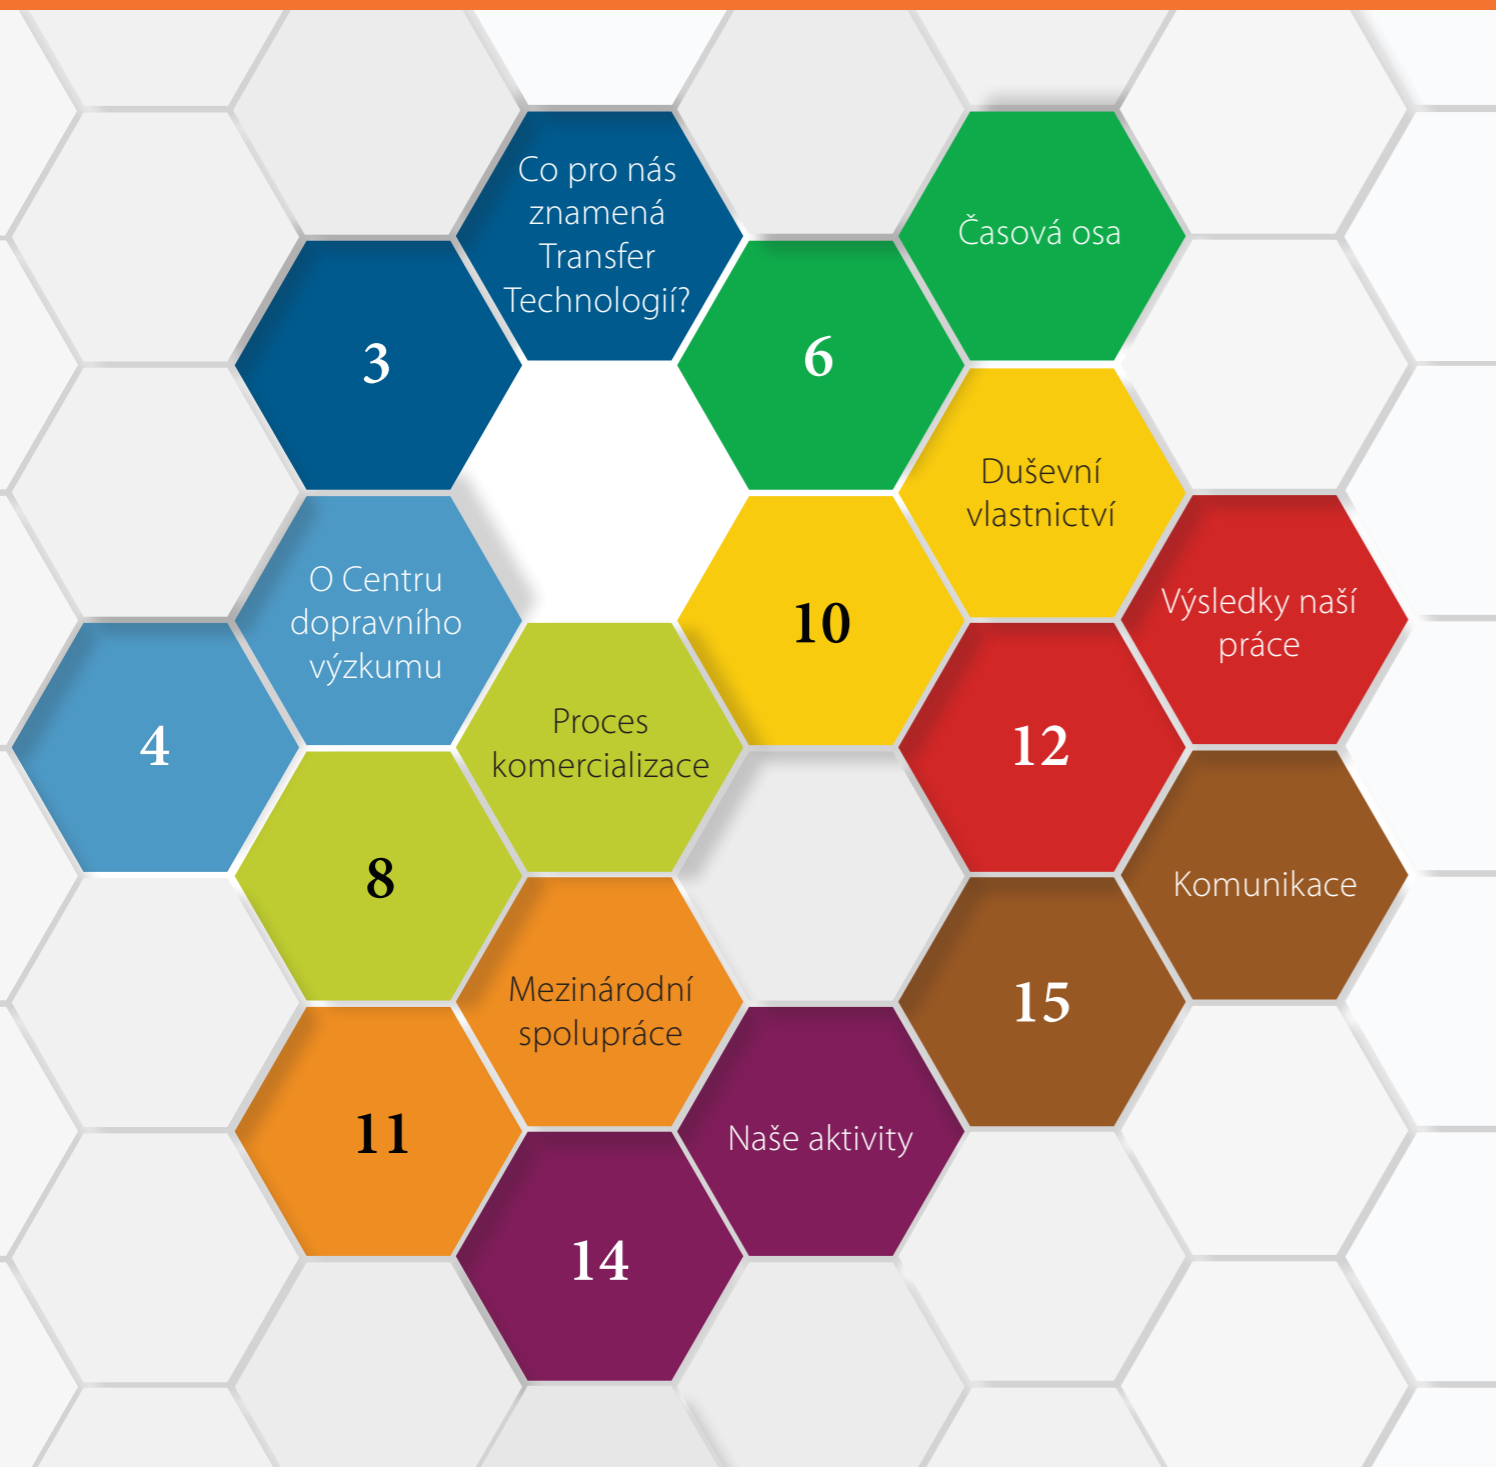 Co pro nás
znamená
Transfer
Technologií?
3
Časová osa
6
O Centru
dopravního
výzkumu
4
Duševní
vlastnictví
10
Výsledky naší
práce
12
Proces
komercializace
8
Komunikace
15
Mezinárodní
spolupráce
11
Naše aktivity
14